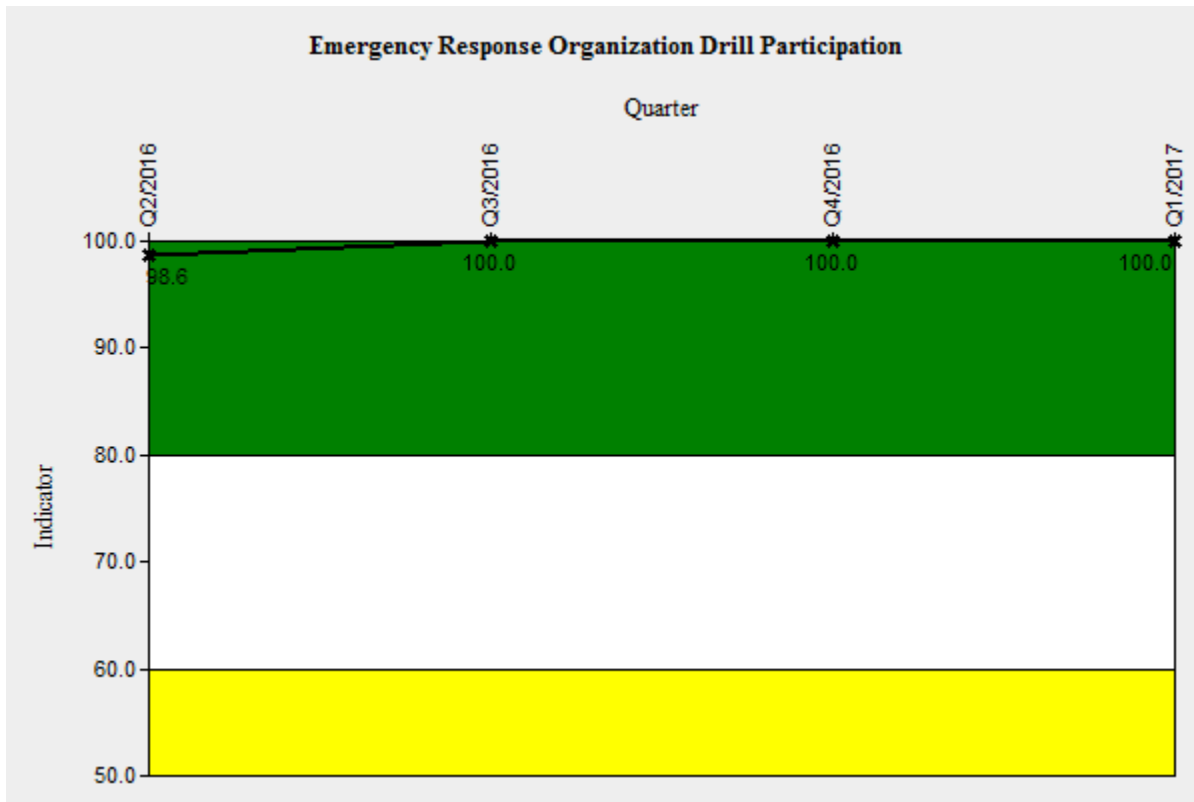 Emergency Response Organization Drill Participation
Quarter
Q2/2016
Q3/2016
Q4/2016
Q1/2017
100.0
98.6
100.0
100.0
100.0
90.0
80.0
Indicator
70.0
60.0
50.0